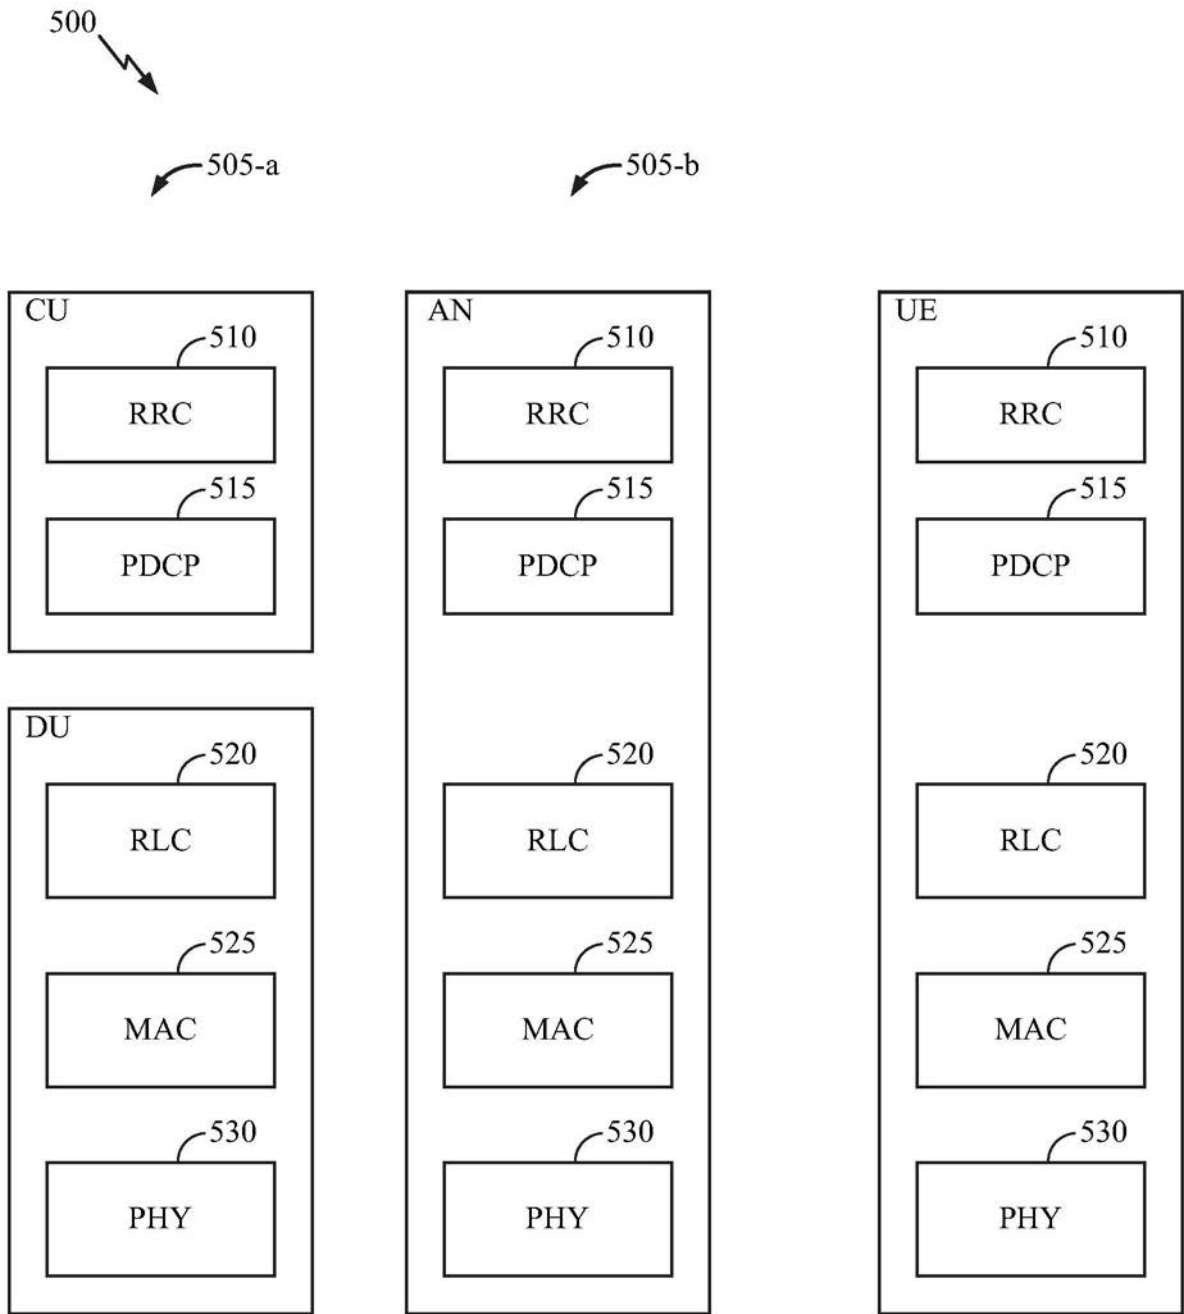 500
505-a 505-b
CU AN UE
510 510 510
RRC RRC RRC
515 515 515
PDCP PDCP PDCP
DU
520 520 520
RLC RLC RLC
525 525 525
MAC MAC MAC
530 530 530
PHY PHY PHY